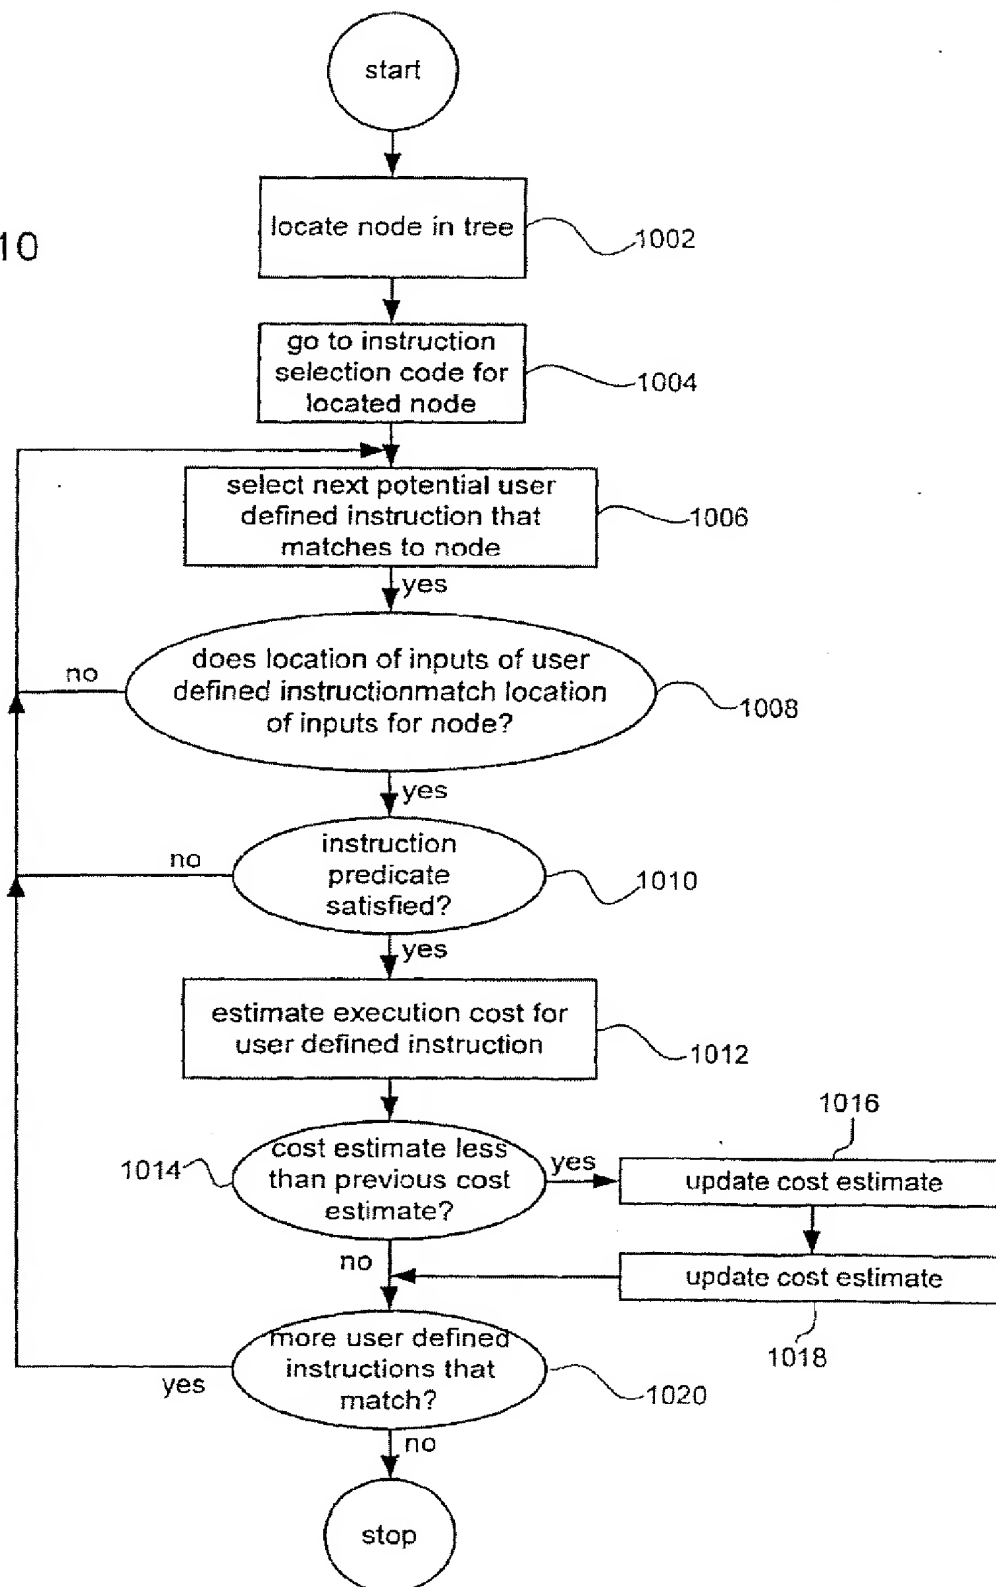 start
locate node in tree
1002
10
go to instruction
selection code for
located node
1004
select next potential user
defined instruction that
matches to node
1006
yes
does location of inputs of user
defined instructionmatch location
of inputs for node?
no
1008
yes
instruction
predicate
satisfied?
no
1010
yes
estimate execution cost for
user defined instruction
1012
1016
cost estimate less
than previous cost
estimate?
1014
yes
update cost estimate
no
update cost estimate
1018
more user defined
instructions that
match?
yes
1020
no
stop